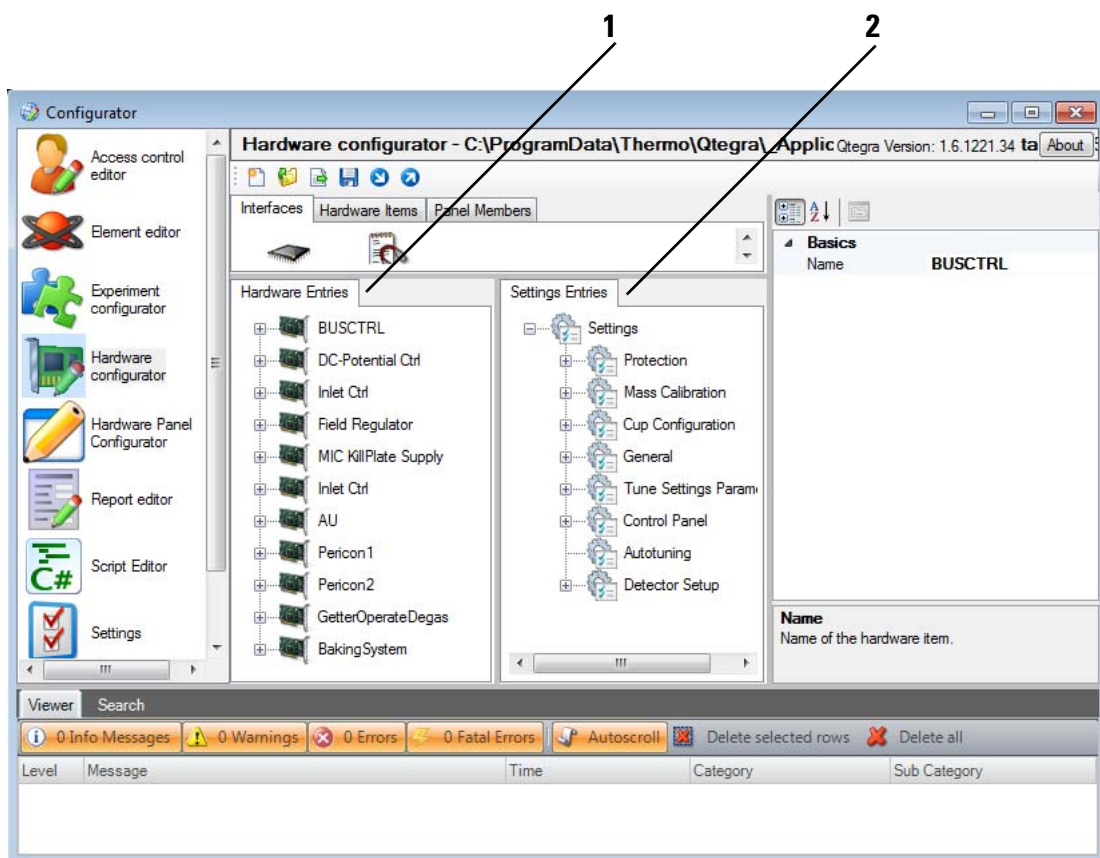 1 2
Configurator
Access control
editor
Element editor
Experiment
configurator
Hardware
configurator
Hardware Panel
Configurator
Report editor
C#
Script Editor
Settings
Hardware configurator - C:\ProgramData\Thermo\Qtegra\_Applic Qtegra Version: 1.6.1221.34 ta About
Interfaces Hardware Items Panel Members
Hardware Entries
BUSCTRL
DC-Potential Ctrl
Inlet Ctrl
Field Regulator
MIC KillPlate Supply
Inlet Ctrl
AU
Pericon1
Pericon2
GetterOperateDegas
BakingSystem
Settings Entries
Settings
Protection
Mass Calibration
Cup Configuration
General
Tune Settings Param
Control Panel
Autotuning
Detector Setup
A
Z
Basics
Name BUSCTRL
Name
Name of the hardware item.
Viewer Search
0 Info Messages 0 Warnings 0 Errors 0 Fatal Errors Autoscroll Delete selected rows Delete all
Level Message Time Category Sub Category